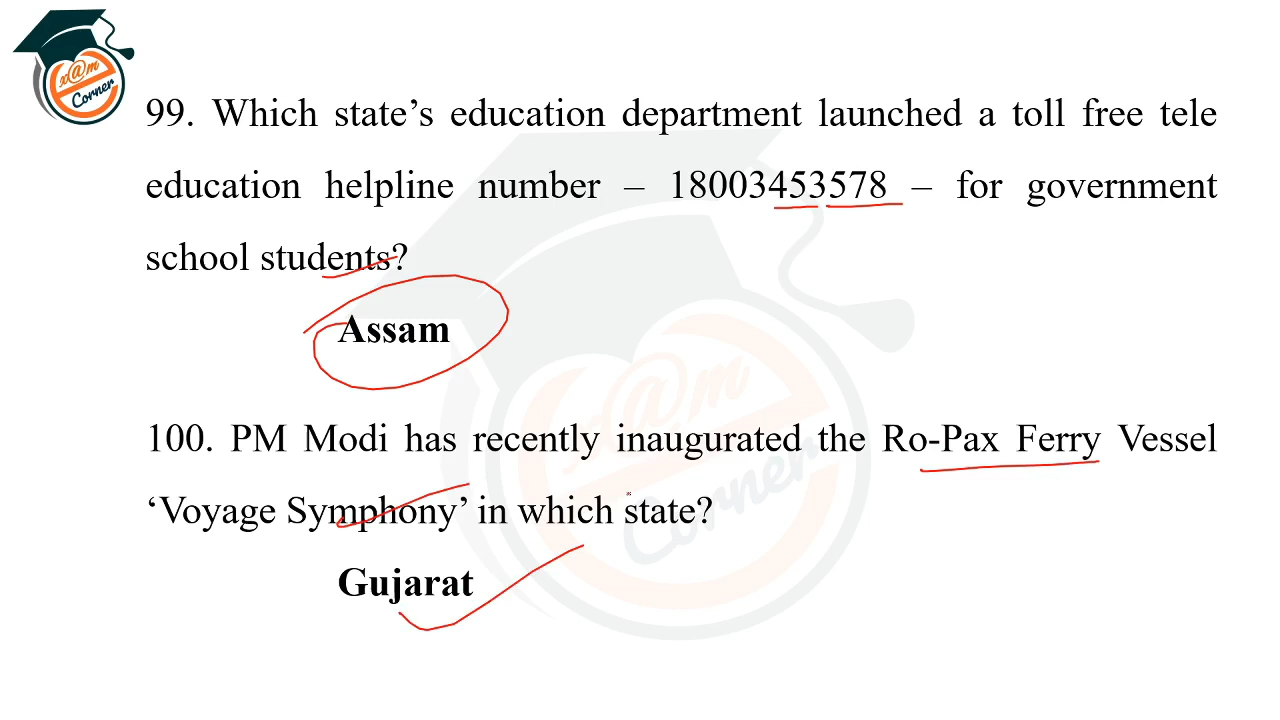 x@m
Corner
99. Which state’s education department launched a toll free tele
education helpline number – 18003453578 – for government
school students?
Assam
100. PM Modi has recently inaugurated the Ro-Pax Ferry Vessel
‘Voyage Symphony’ in which state?
Gujarat
x@m
Corner